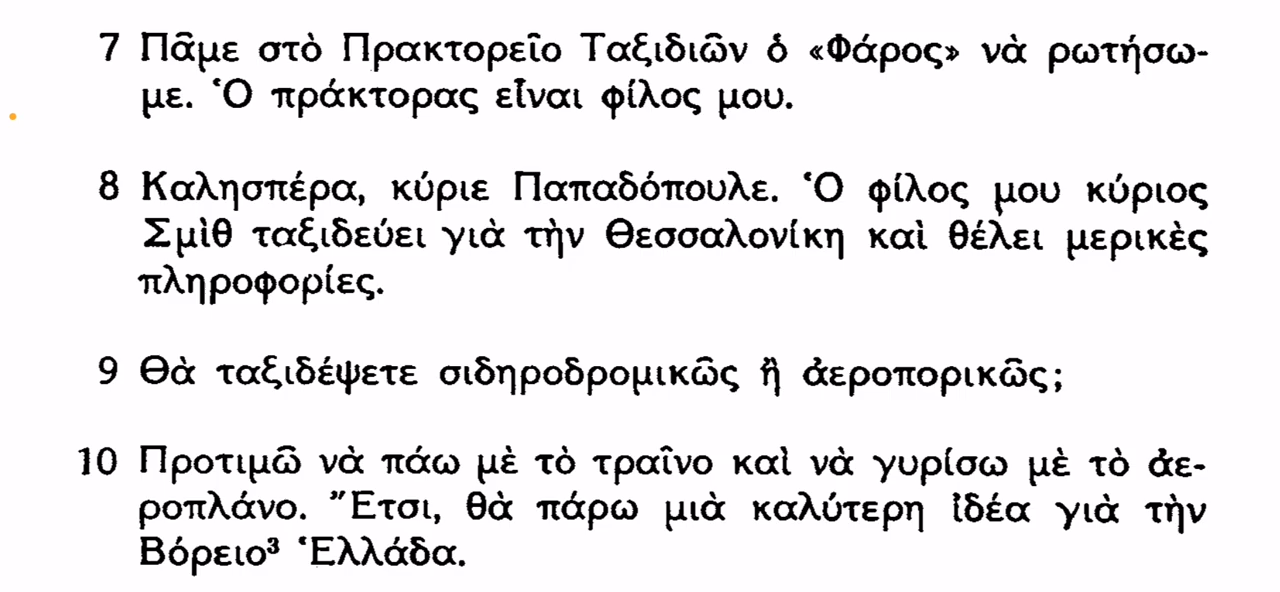 7 Πᾶμε στὸ Πρακτορεῖο Ταξιδιῶν ὁ «Φάρος» νὰ ρωτήσω-
με. Ὁ πράκτορας εἶναι φίλος μου.
8 Καλησπέρα, κύριε Παπαδόπουλε. Ὁ φίλος μου κύριος
Σμὶθ ταξιδεύει γιὰ τὴν Θεσσαλονίκη καὶ θέλει μερικὲς
πληροφορίες.
9 Θὰ ταξιδέψετε σιδηροδρομικῶς ἢ ἀεροπορικῶς;
10 Προτιμῶ νὰ πάω μὲ τὸ τραῖνο καὶ νὰ γυρίσω μὲ τὸ ἀε-
ροπλάνο. Ἔτσι, θὰ πάρω μιὰ καλύτερη ἰδέα γιὰ τὴν
Βόρειο³ Ἑλλάδα.